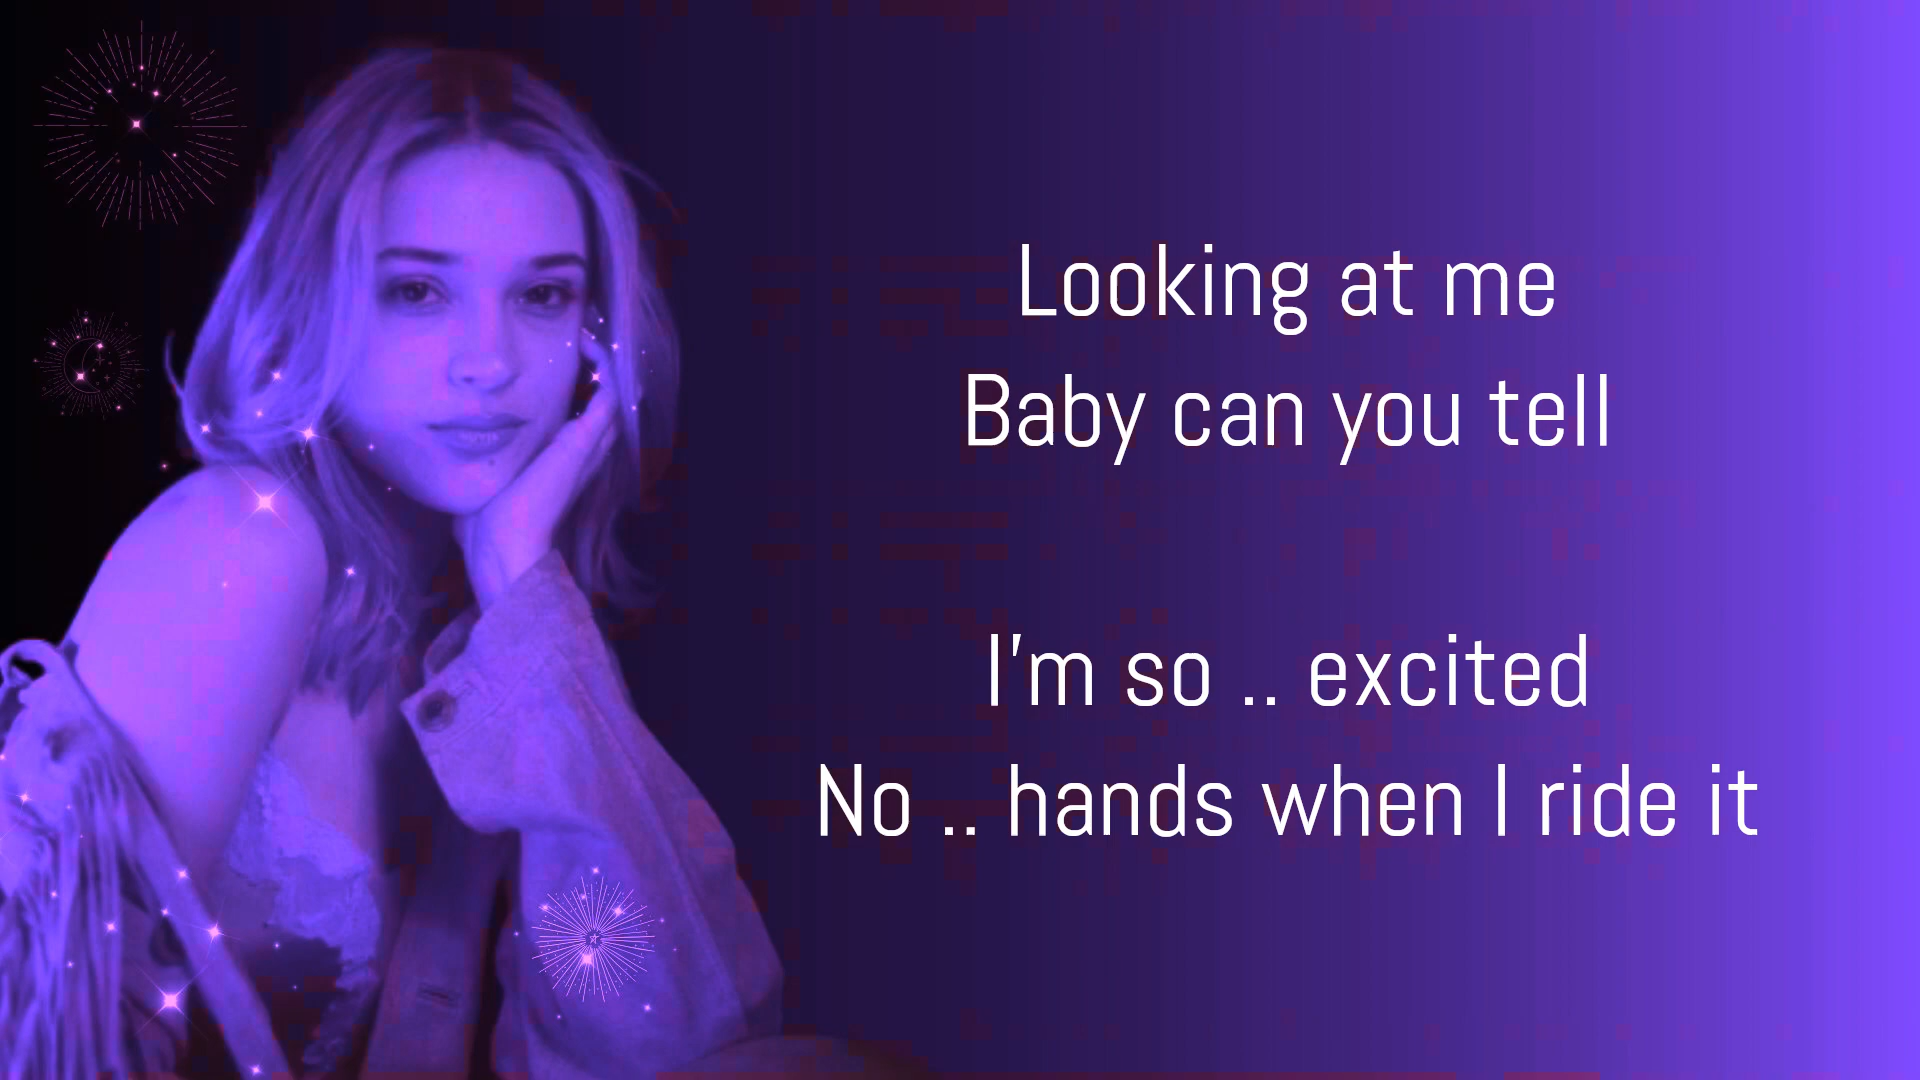 Looking at me
Baby can you tell
I'm so .. excited
No .. hands when I ride it